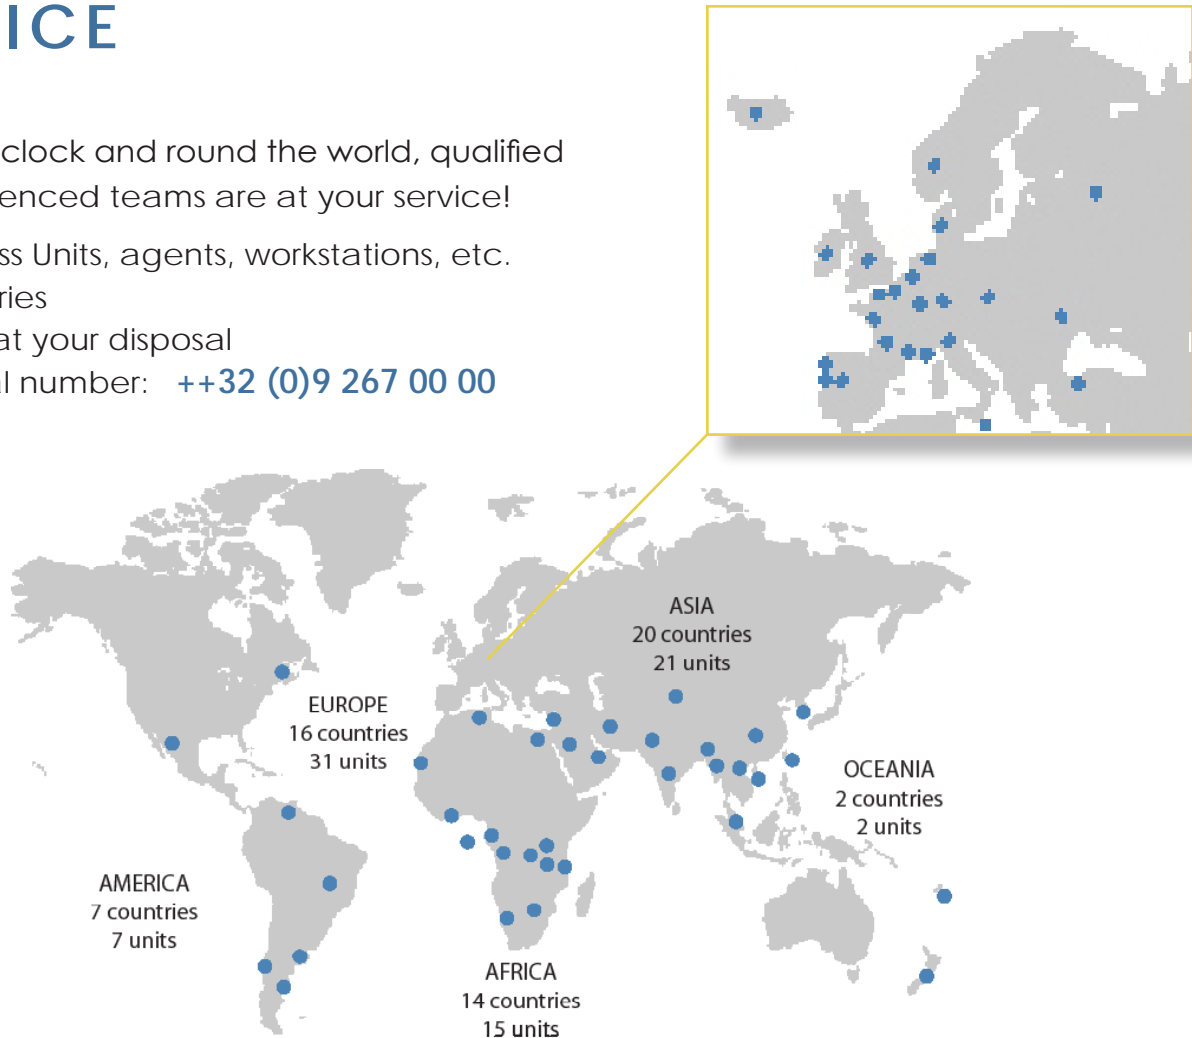 ICE
clock and round the world, qualified
enced teams are at your service!
ss Units, agents, workstations, etc.
ries
at your disposal
al number: ++32 (0)9 267 00 00
ASIA
20 countries
21 units
EUROPE
16 countries
31 units
OCEANIA
2 countries
2 units
AMERICA
7 countries
7 units
AFRICA
14 countries
15 units